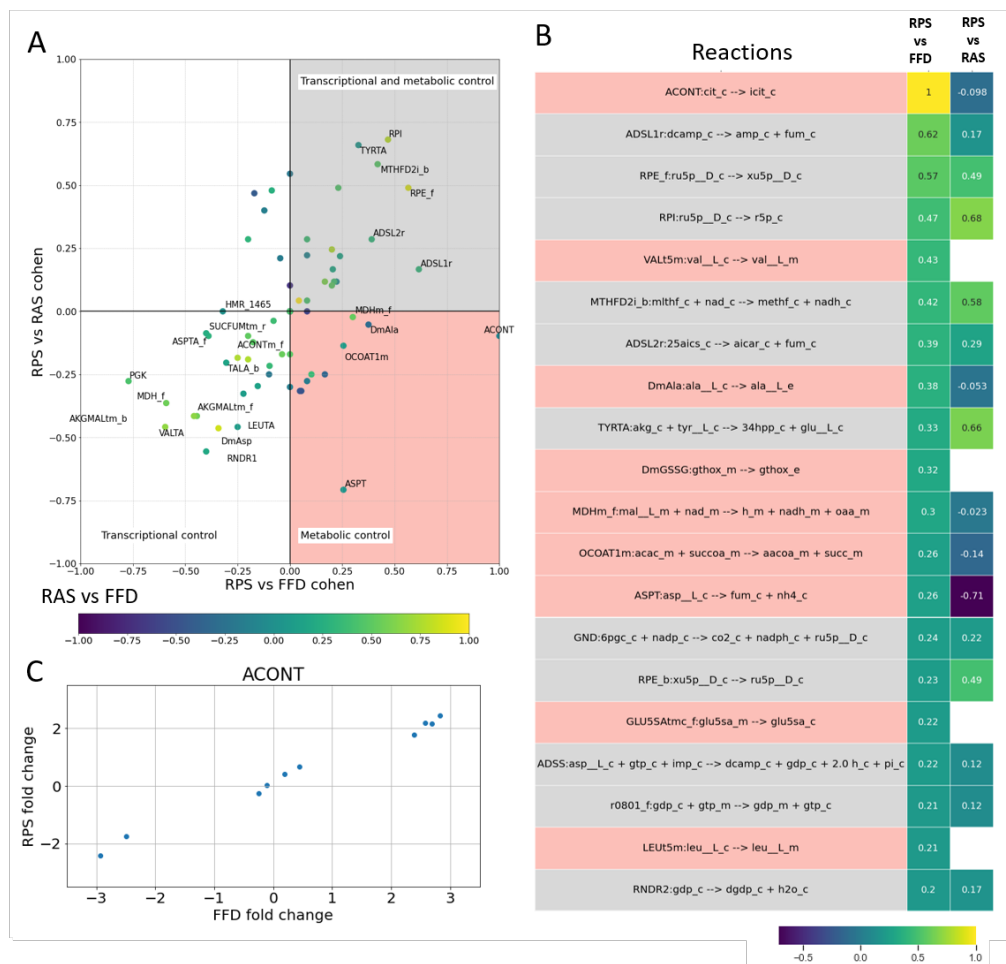 A
1.00
0.75
0.50
0.25
0.00
−0.25
−0.50
−0.75
−1.00
RPS vs RAS cohen
Transcriptional and metabolic control
RPI
TYRTA
MTHFD2i_b
RPE_f
ADSL2r
ADSL1r
HMR_1465
MDHm_f
SUCFUMtm_r
DmAla
ACONT
ASPTA_f
ACONTm_f
OCOAT1m
TALA_b
PGK
MDH_f
AKGMALtm_f
AKGMALtm_b
LEUTA
VALTA
DmAsp
RNDR1
ASPT
Transcriptional control
Metabolic control
−1.00 −0.75 −0.50 −0.25 0.00 0.25 0.50 0.75 1.00
RPS vs FFD cohen
RAS vs FFD
−1.00 −0.75 −0.50 −0.25 0.00 0.25 0.50 0.75 1.00
C
ACONT
2
0
−2
RPS fold change
−3 −2 −1 0 1 2 3
FFD fold change
B
Reactions
RPS
vs
FFD
RPS
vs
RAS
ACONT:cit_c --> icit_c 1 -0.098
ADSL1r:dcamp_c --> amp_c + fum_c 0.62 0.17
RPE_f:ru5p__D_c --> xu5p__D_c 0.57 0.49
RPI:ru5p__D_c --> r5p_c 0.47 0.68
VALt5m:val__L_c --> val__L_m 0.43
MTHFD2i_b:mlthf_c + nad_c --> methf_c + nadh_c 0.42 0.58
ADSL2r:25aics_c --> aicar_c + fum_c 0.39 0.29
DmAla:ala__L_c --> ala__L_e 0.38 -0.053
TYRTA:akg_c + tyr__L_c --> 34hpp_c + glu__L_c 0.33 0.66
DmGSSG:gthox_m --> gthox_e 0.32
MDHm_f:mal__L_m + nad_m --> h_m + nadh_m + oaa_m 0.3 -0.023
OCOAT1m:acac_m + succoa_m --> aacoa_m + succ_m 0.26 -0.14
ASPT:asp__L_c --> fum_c + nh4_c 0.26 -0.71
GND:6pgc_c + nadp_c --> co2_c + nadph_c + ru5p__D_c 0.24 0.22
RPE_b:xu5p__D_c --> ru5p__D_c 0.23 0.49
GLU5SAtmc_f:glu5sa_m --> glu5sa_c 0.22
ADSS:asp__L_c + gtp_c + imp_c --> dcamp_c + gdp_c + 2.0 h_c + pi_c 0.22 0.12
r0801_f:gdp_c + gtp_m --> gdp_m + gtp_c 0.21 0.12
LEUt5m:leu__L_c --> leu__L_m 0.21
RNDR2:gdp_c --> dgdp_c + h2o_c 0.2 0.17
−0.5 0.0 0.5 1.0